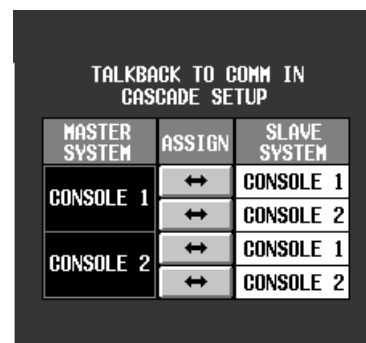 TALKBACK TO COMM IN
CASCADE SETUP
MASTER SYSTEM ASSIGN SLAVE SYSTEM
CONSOLE 1 ↔ CONSOLE 1
↔ CONSOLE 2
CONSOLE 2 ↔ CONSOLE 1
↔ CONSOLE 2